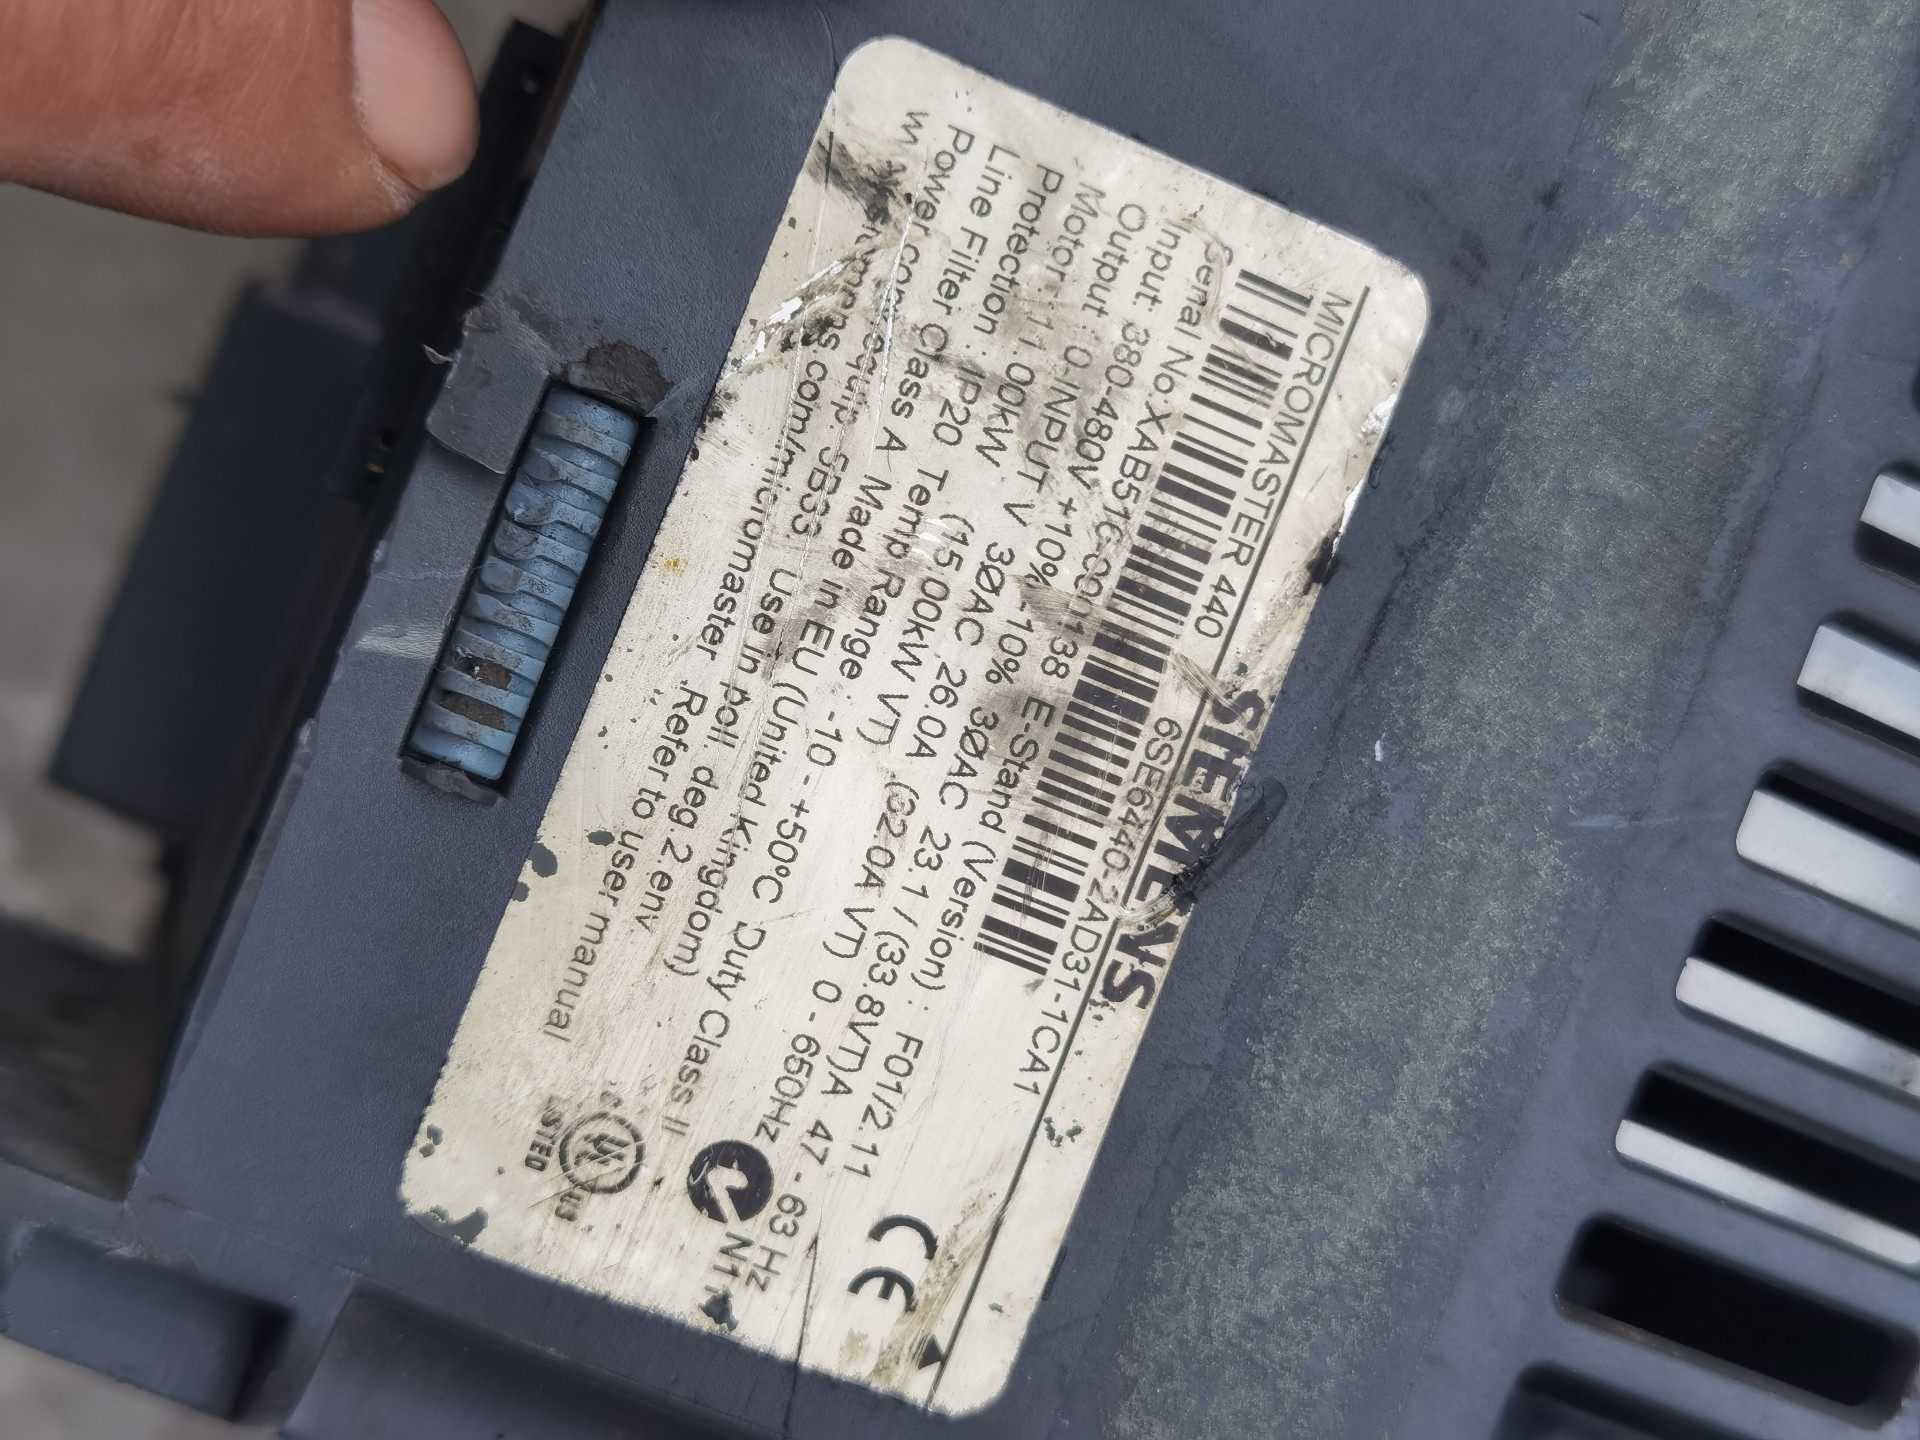 SIEMENS
MICROMASTER 440 6SE6440-2AD31-1CA1
Serial No: E-Stand (Version) : F01/2.11
Input: 380-480V +10% -10% 3ØAC 23.1 / (33.8VT)A 47 - 63 Hz
Output : 0-INPUT V 3ØAC 26.0A (32.0A VT) 0 - 650Hz
Motor : 11.00kW (15.00kW VT)
Protection : IP20 Temp Range : -10 - +50°C Duty Class II
Line Filter Class A Made in EU (United Kingdom)
Power conv. equip. 5B33. Use in poll. deg.2.env
siemens.com/micromaster Refer to user manual
CE
UL
LISTED